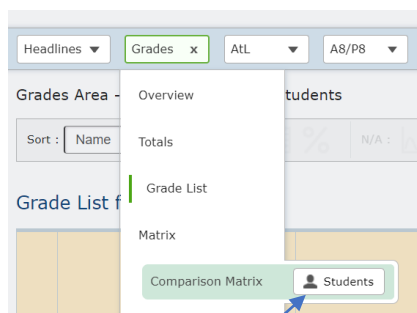 Headlines ▼ Grades x AtL ▼ A8/P8 ▼
Grades Area - tudents
Sort : Name % N/A :
Overview
Totals
Grade List
Grade List f
Matrix
Comparison Matrix Students